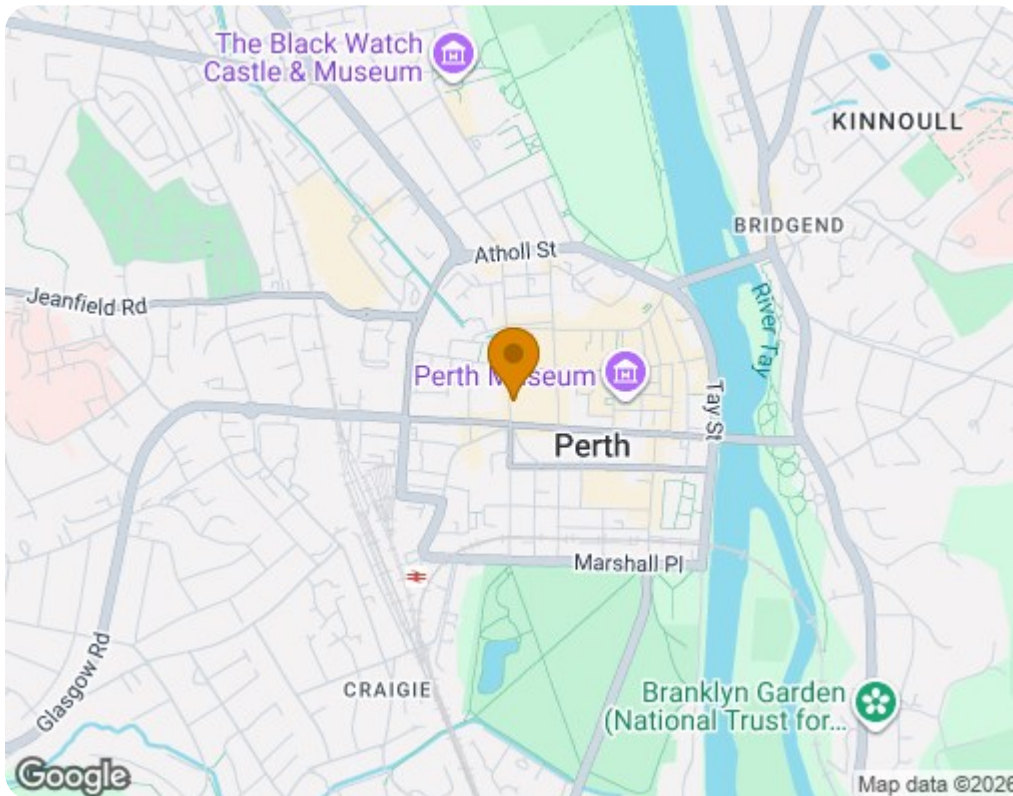 The Black Watch
Castle & Museum
KINNOULL
BRIDGEND
Atholl St
Jeanfield Rd
River Tay
Perth Museum
Tay St
Perth
Marshall Pl
Glasgow Rd
CRAIGIE
Branklyn Garden
(National Trust for...
Google
Map data ©2026